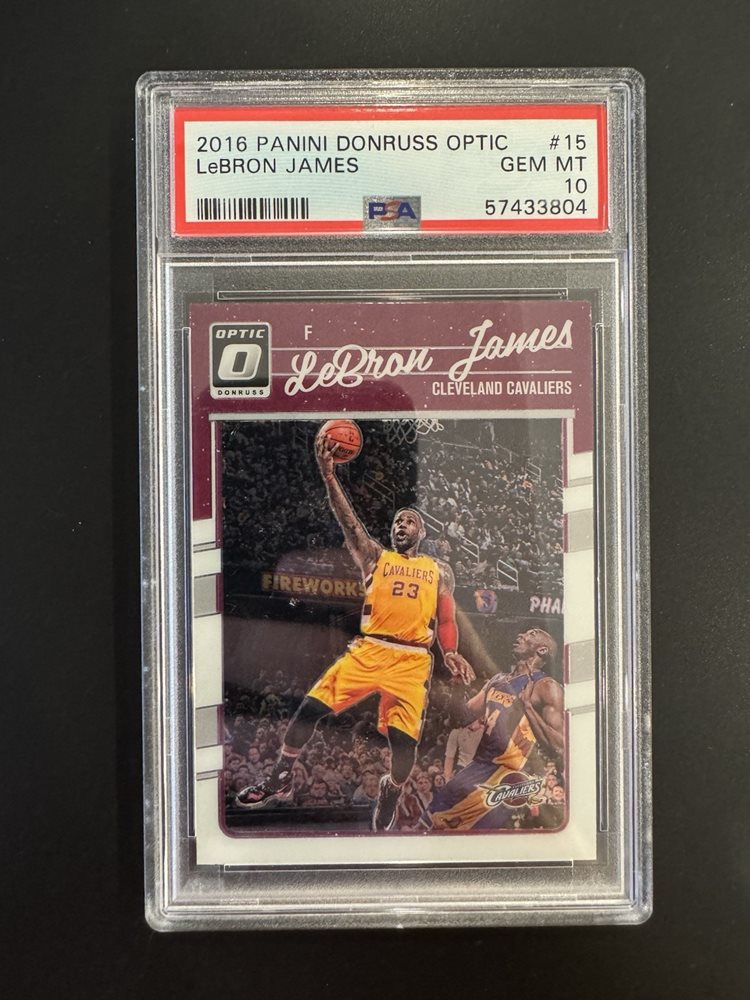 2016 PANINI DONRUSS OPTIC #15
LeBRON JAMES GEM MT
10
PSA 57433804
OPTIC
DONRUSS
F
LeBron James
CLEVELAND CAVALIERS
FIREWORKS
PHA
CAVALIERS
23
CAVALIERS